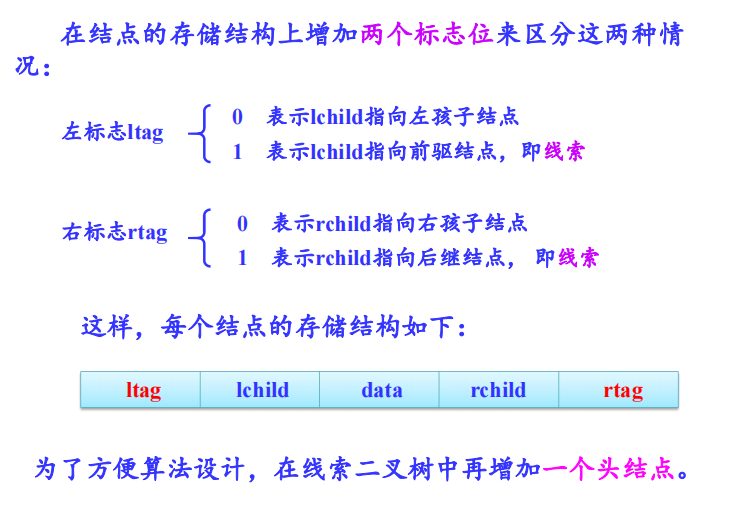 在结点的存储结构上增加两个标志位来区分这两种情
况：
左标志ltag
0 表示lchild指向左孩子结点
1 表示lchild指向前驱结点，即线索
右标志rtag
0 表示rchild指向右孩子结点
1 表示rchild指向后继结点， 即线索
这样，每个结点的存储结构如下：
ltag lchild data rchild rtag
为了方便算法设计，在线索二叉树中再增加一个头结点。